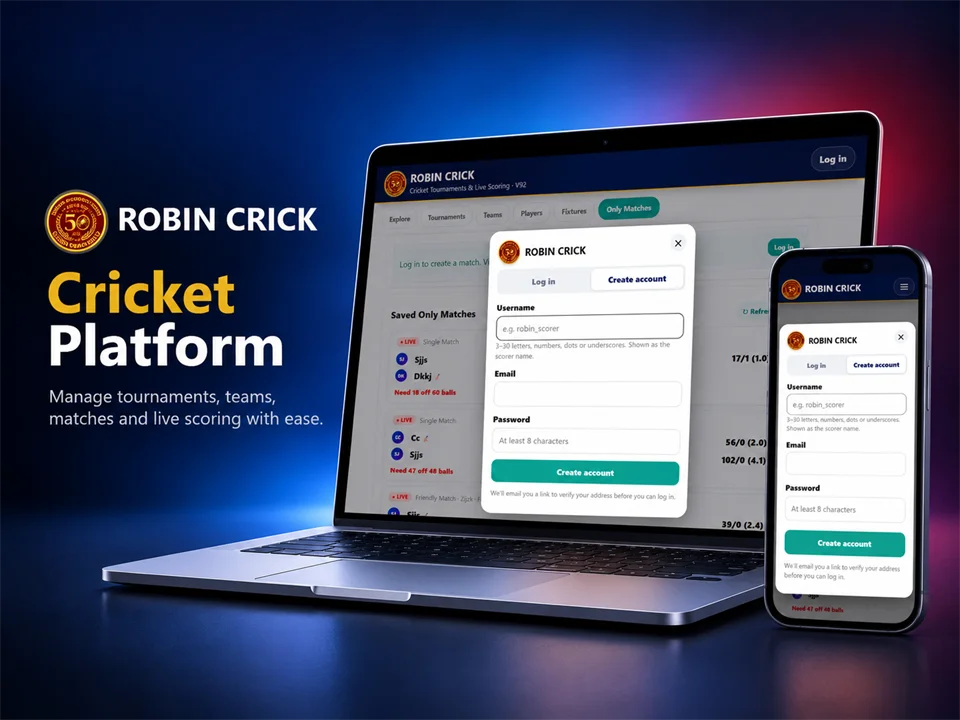 ROBIN CRICK
Cricket
Platform
Manage tournaments, teams,
matches and live scoring with ease.
ROBIN CRICK
Cricket Tournaments & Live Scoring · V92
Log in
Explore
Tournaments
Teams
Players
Fixtures
Only Matches
Log in to create a match.
Log in
Saved Only Matches
• LIVE Single Match
SJ Sjjs
DK Dkkj
Need 18 off 60 balls
17/1 (1.0)
• LIVE Single Match
CC Cc
SJ Sjjs
Need 47 off 48 balls
56/0 (2.0)
102/0 (4.1)
• LIVE Friendly Match
39/0 (2.4)
ROBIN CRICK
×
Log in
Create account
Username
e.g. robin_scorer
3–30 letters, numbers, dots or underscores. Shown as the
scorer name.
Email
Password
At least 8 characters
Create account
We'll email you a link to verify your address before you can log in.
ROBIN CRICK
ROBIN CRICK
×
Log in
Create account
Username
e.g. robin_scorer
3–30 letters, numbers, dots or underscores.
Shown as the scorer name.
Email
Password
At least 8 characters
Create account
We'll email you a link to verify your address
before you can log in.
Need 47 off 48 balls